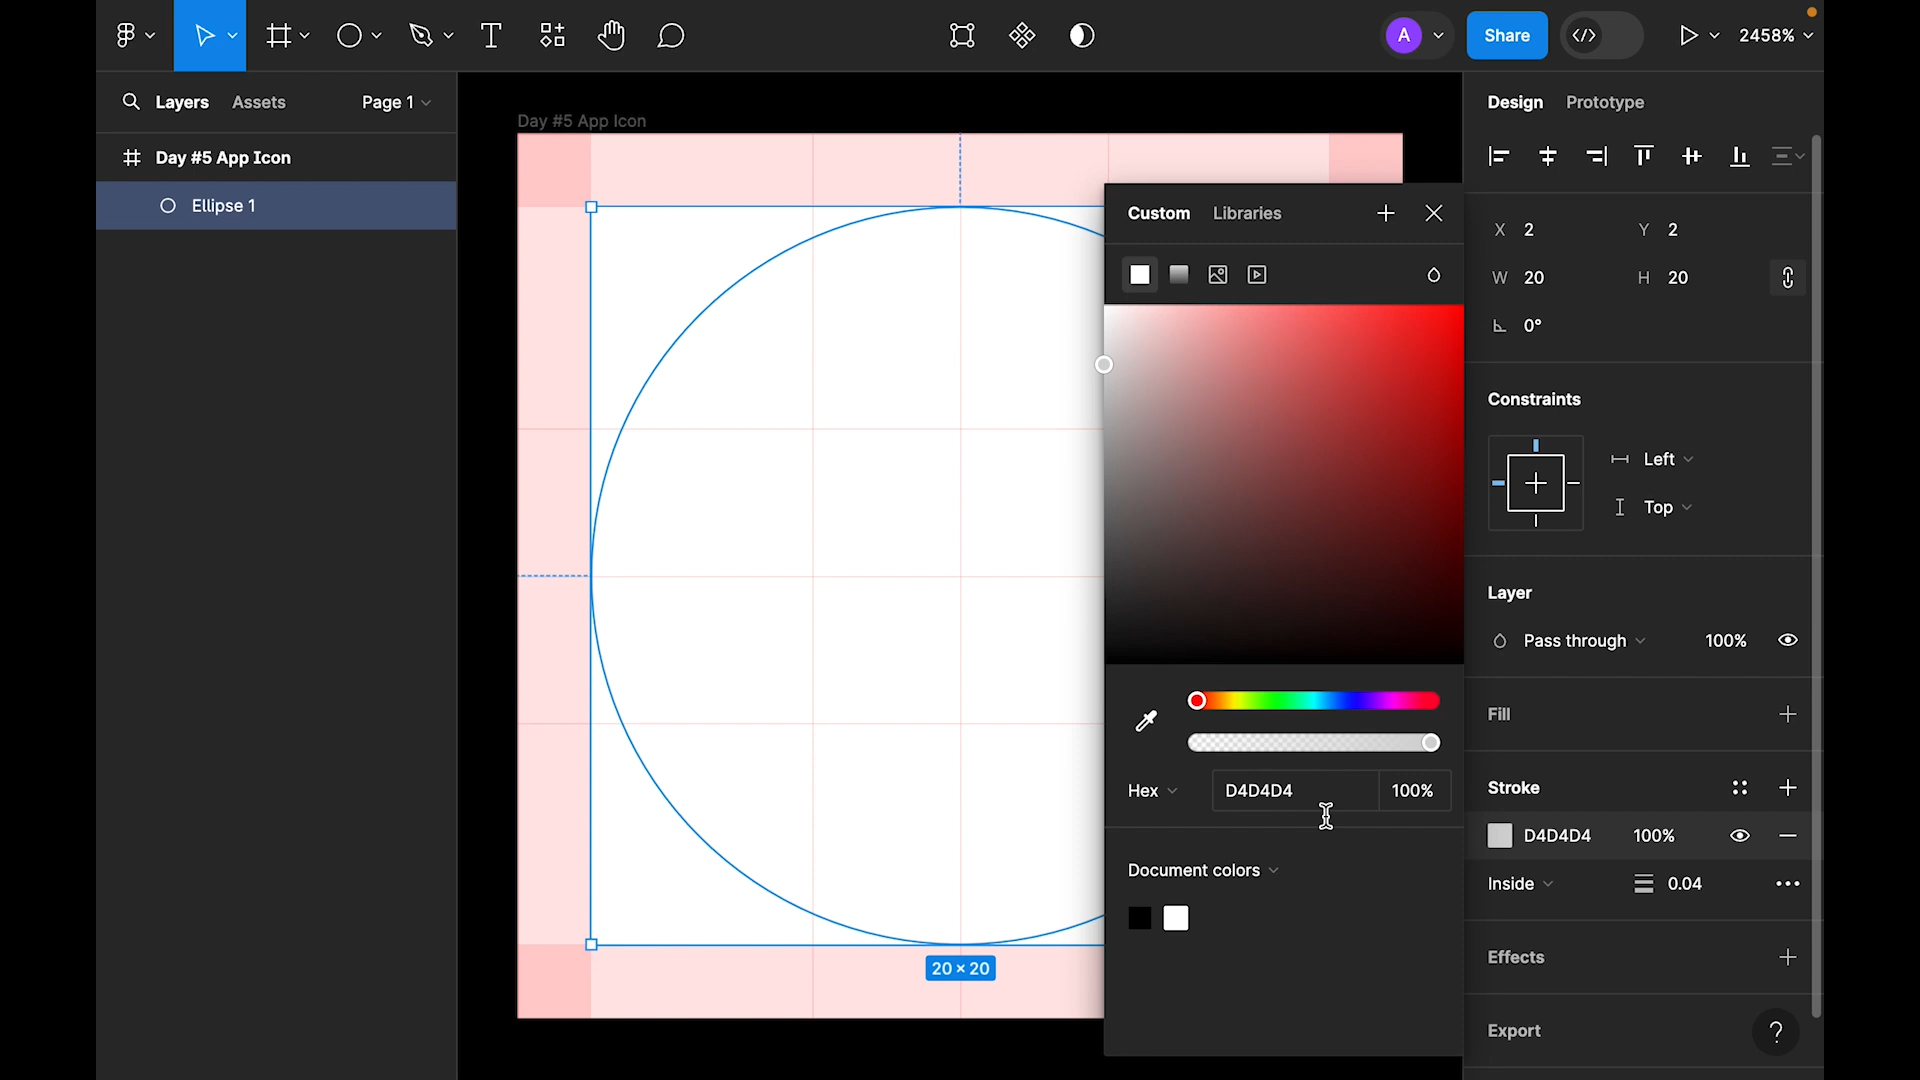 A
Share
2458%
Layers
Assets
Page 1
Day #5 App Icon
Ellipse 1
Day #5 App Icon
20 × 20
Custom
Libraries
Hex
D4D4D4
100%
Document colors
Design
Prototype
X 2
Y 2
W 20
H 20
0°
Constraints
Left
Top
Layer
Pass through
100%
Fill
Stroke
D4D4D4
100%
Inside
0.04
Effects
Export
?